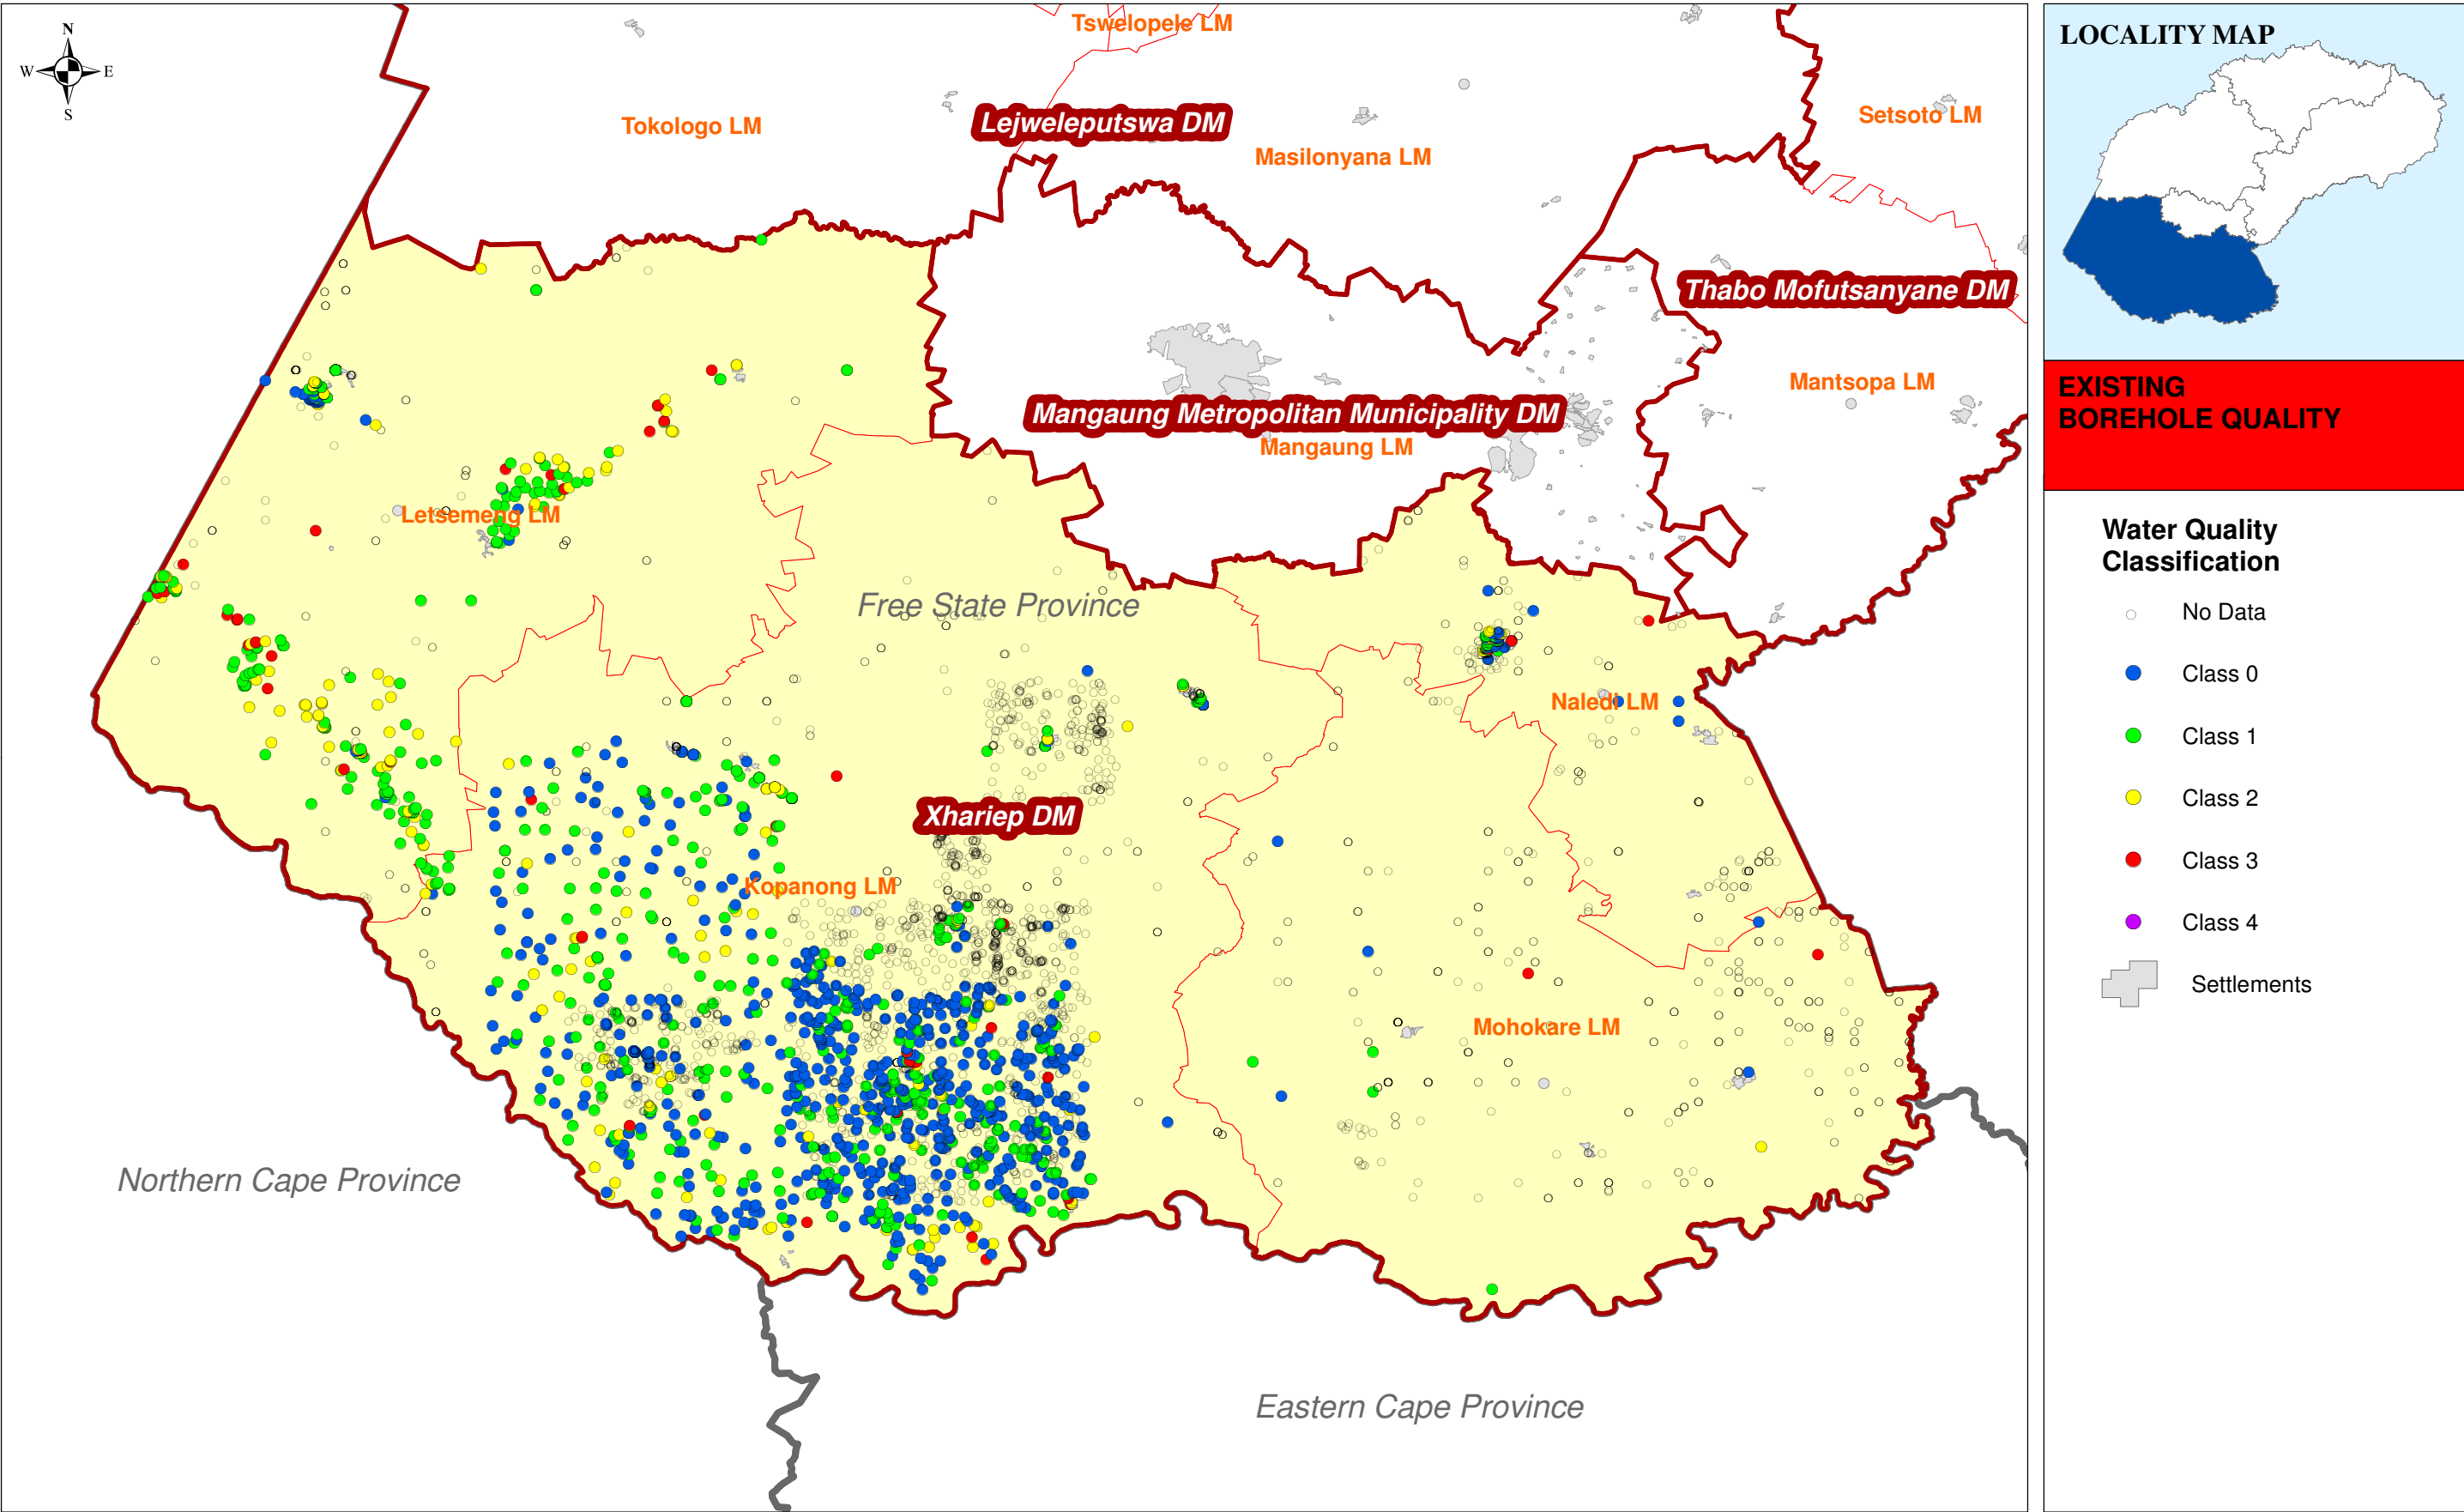 N
W E
S
Tswelopele LM
Tokologo LM
Lejweleputswa DM
Masilonyana LM
Setsoto LM
Thabo Mofutsanyane DM
Mantsopa LM
Mangaung Metropolitan Municipality DM
Mangaung LM
Letsemeng LM
Free State Province
Naledi LM
Xhariep DM
Kopanong LM
Mohokare LM
Northern Cape Province
Eastern Cape Province
LOCALITY MAP
EXISTING
BOREHOLE QUALITY
Water Quality
Classification
No Data
Class 0
Class 1
Class 2
Class 3
Class 4
Settlements